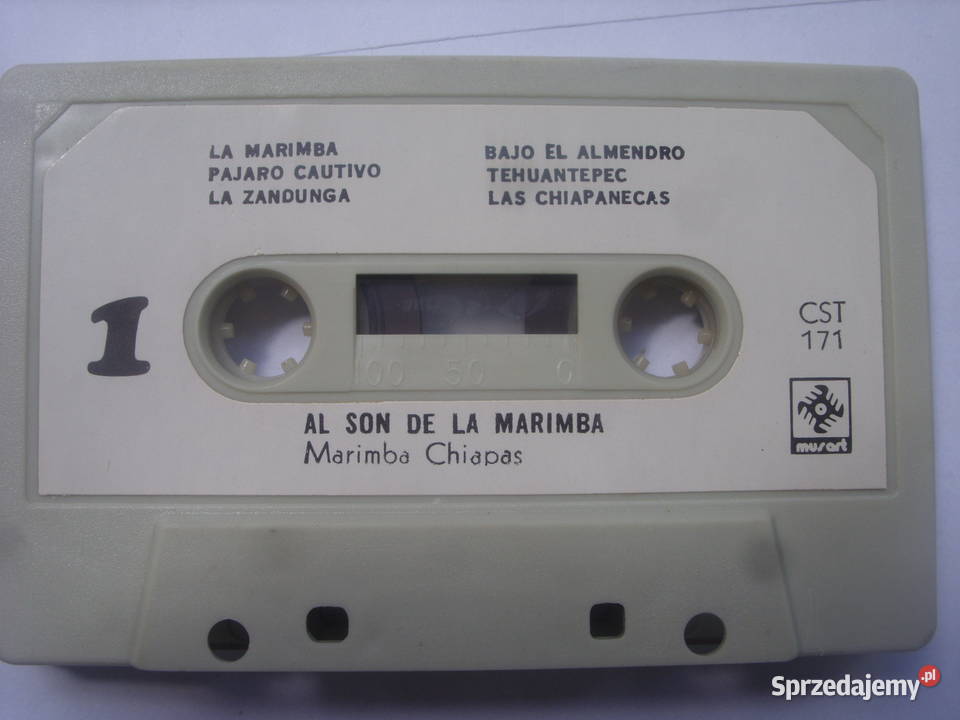 LA MARIMBA
PAJARO CAUTIVO
LA ZANDUNGA
BAJO EL ALMENDRO
TEHUANTEPEC
LAS CHIAPANECAS
1
CST
171
100 50 0
musart
AL SON DE LA MARIMBA
Marimba Chiapas
Sprzedajemy.pl